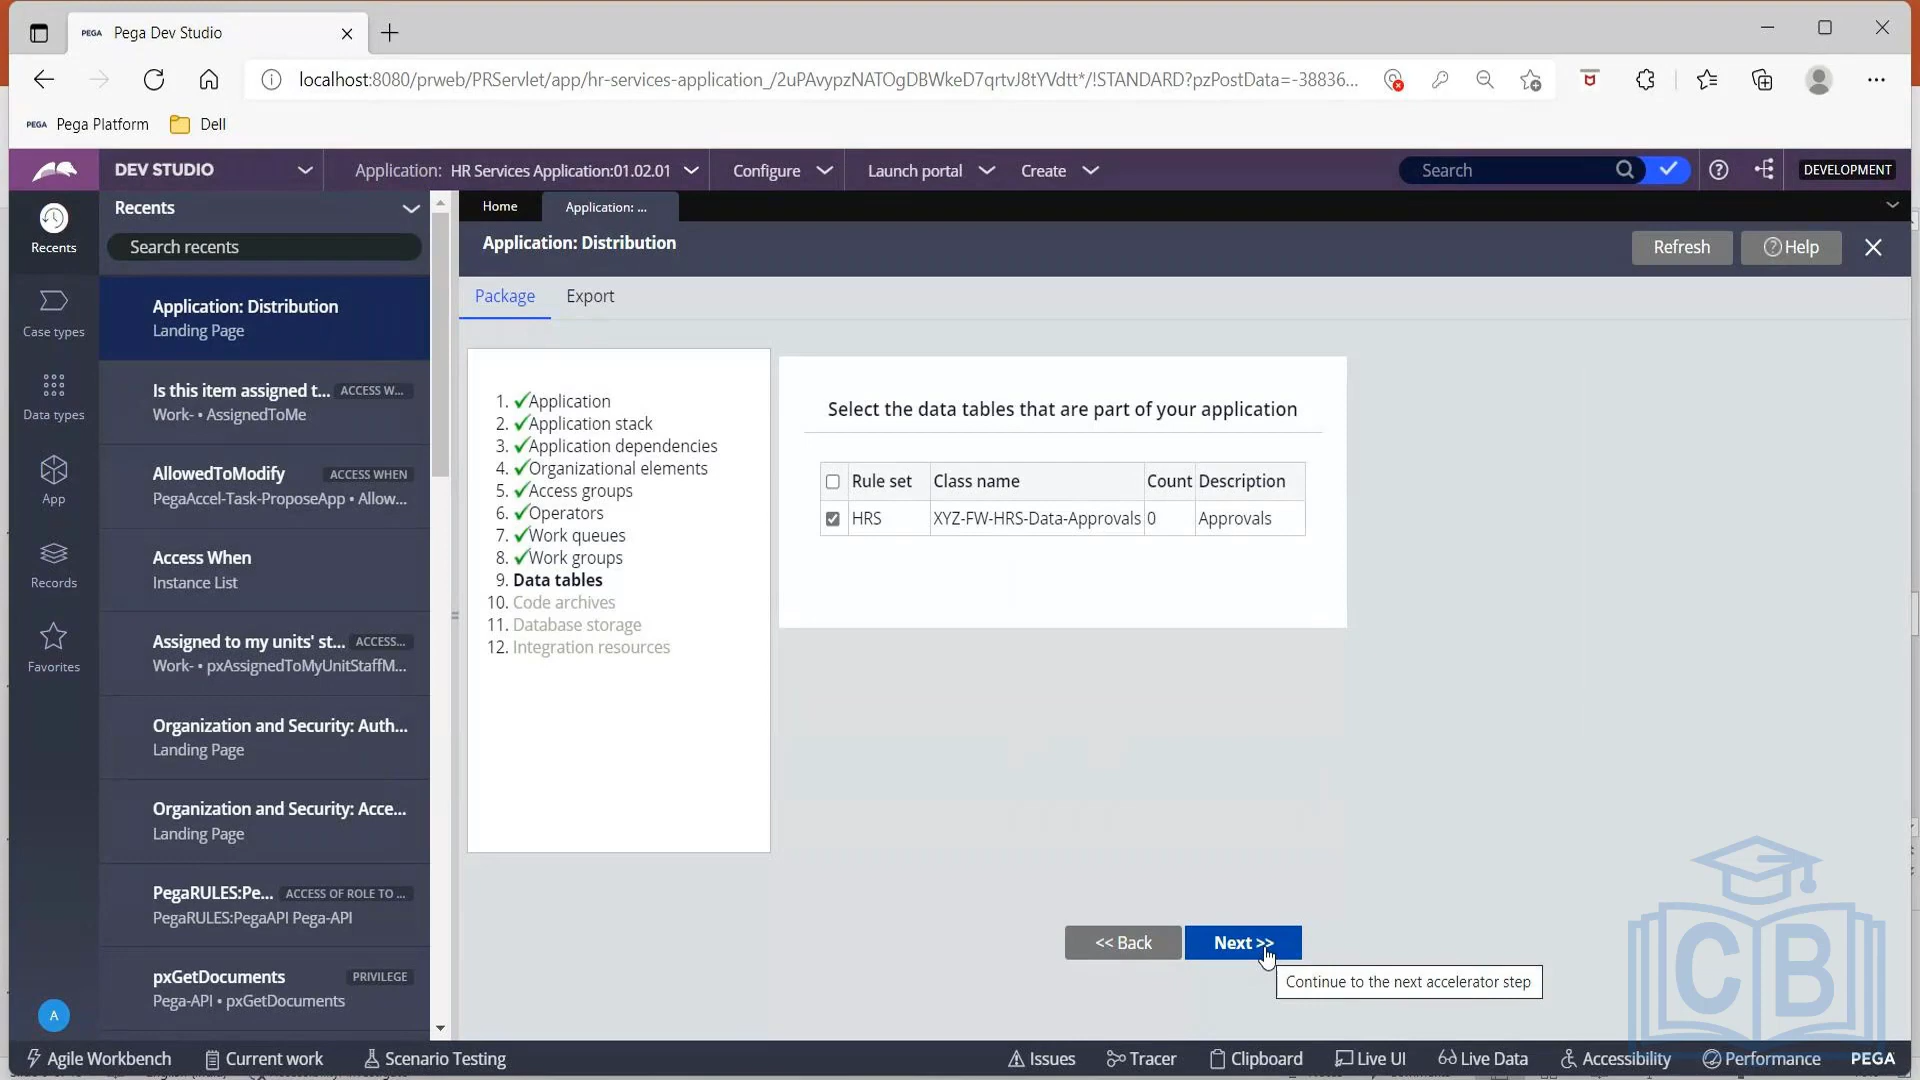 PEGA Pega Dev Studio
localhost:8080/prweb/PRServlet/app/hr-services-application_/2uPAvypzNATOgDBWkeD7qrtvJ8tYVdtt*/!STANDARD?pzPostData=-38836...
PEGA Pega Platform Dell
DEV STUDIO Application: HR Services Application:01.02.01 Configure Launch portal Create Search DEVELOPMENT
Recents
Search recents
Recents
Case types
Data types
App
Records
Favorites
A
Application: Distribution
Landing Page
Is this item assigned t... ACCESS W...
Work- • AssignedToMe
AllowedToModify ACCESS WHEN
PegaAccel-Task-ProposeApp • Allow...
Access When
Instance List
Assigned to my units' st... ACCESS...
Work- • pxAssignedToMyUnitStaffM...
Organization and Security: Auth...
Landing Page
Organization and Security: Acce...
Landing Page
PegaRULES:Pe... ACCESS OF ROLE TO ...
PegaRULES:PegaAPI Pega-API
pxGetDocuments PRIVILEGE
Pega-API • pxGetDocuments
Home Application: ...
Application: Distribution
Refresh Help
Package Export
1. Application
2. Application stack
3. Application dependencies
4. Organizational elements
5. Access groups
6. Operators
7. Work queues
8. Work groups
9. Data tables
10. Code archives
11. Database storage
12. Integration resources
Select the data tables that are part of your application
Rule set Class name Count Description
HRS XYZ-FW-HRS-Data-Approvals 0 Approvals
<< Back Next >>
Continue to the next accelerator step
CB
Agile Workbench Current work Scenario Testing Issues Tracer Clipboard Live UI Live Data Accessibility Performance PEGA